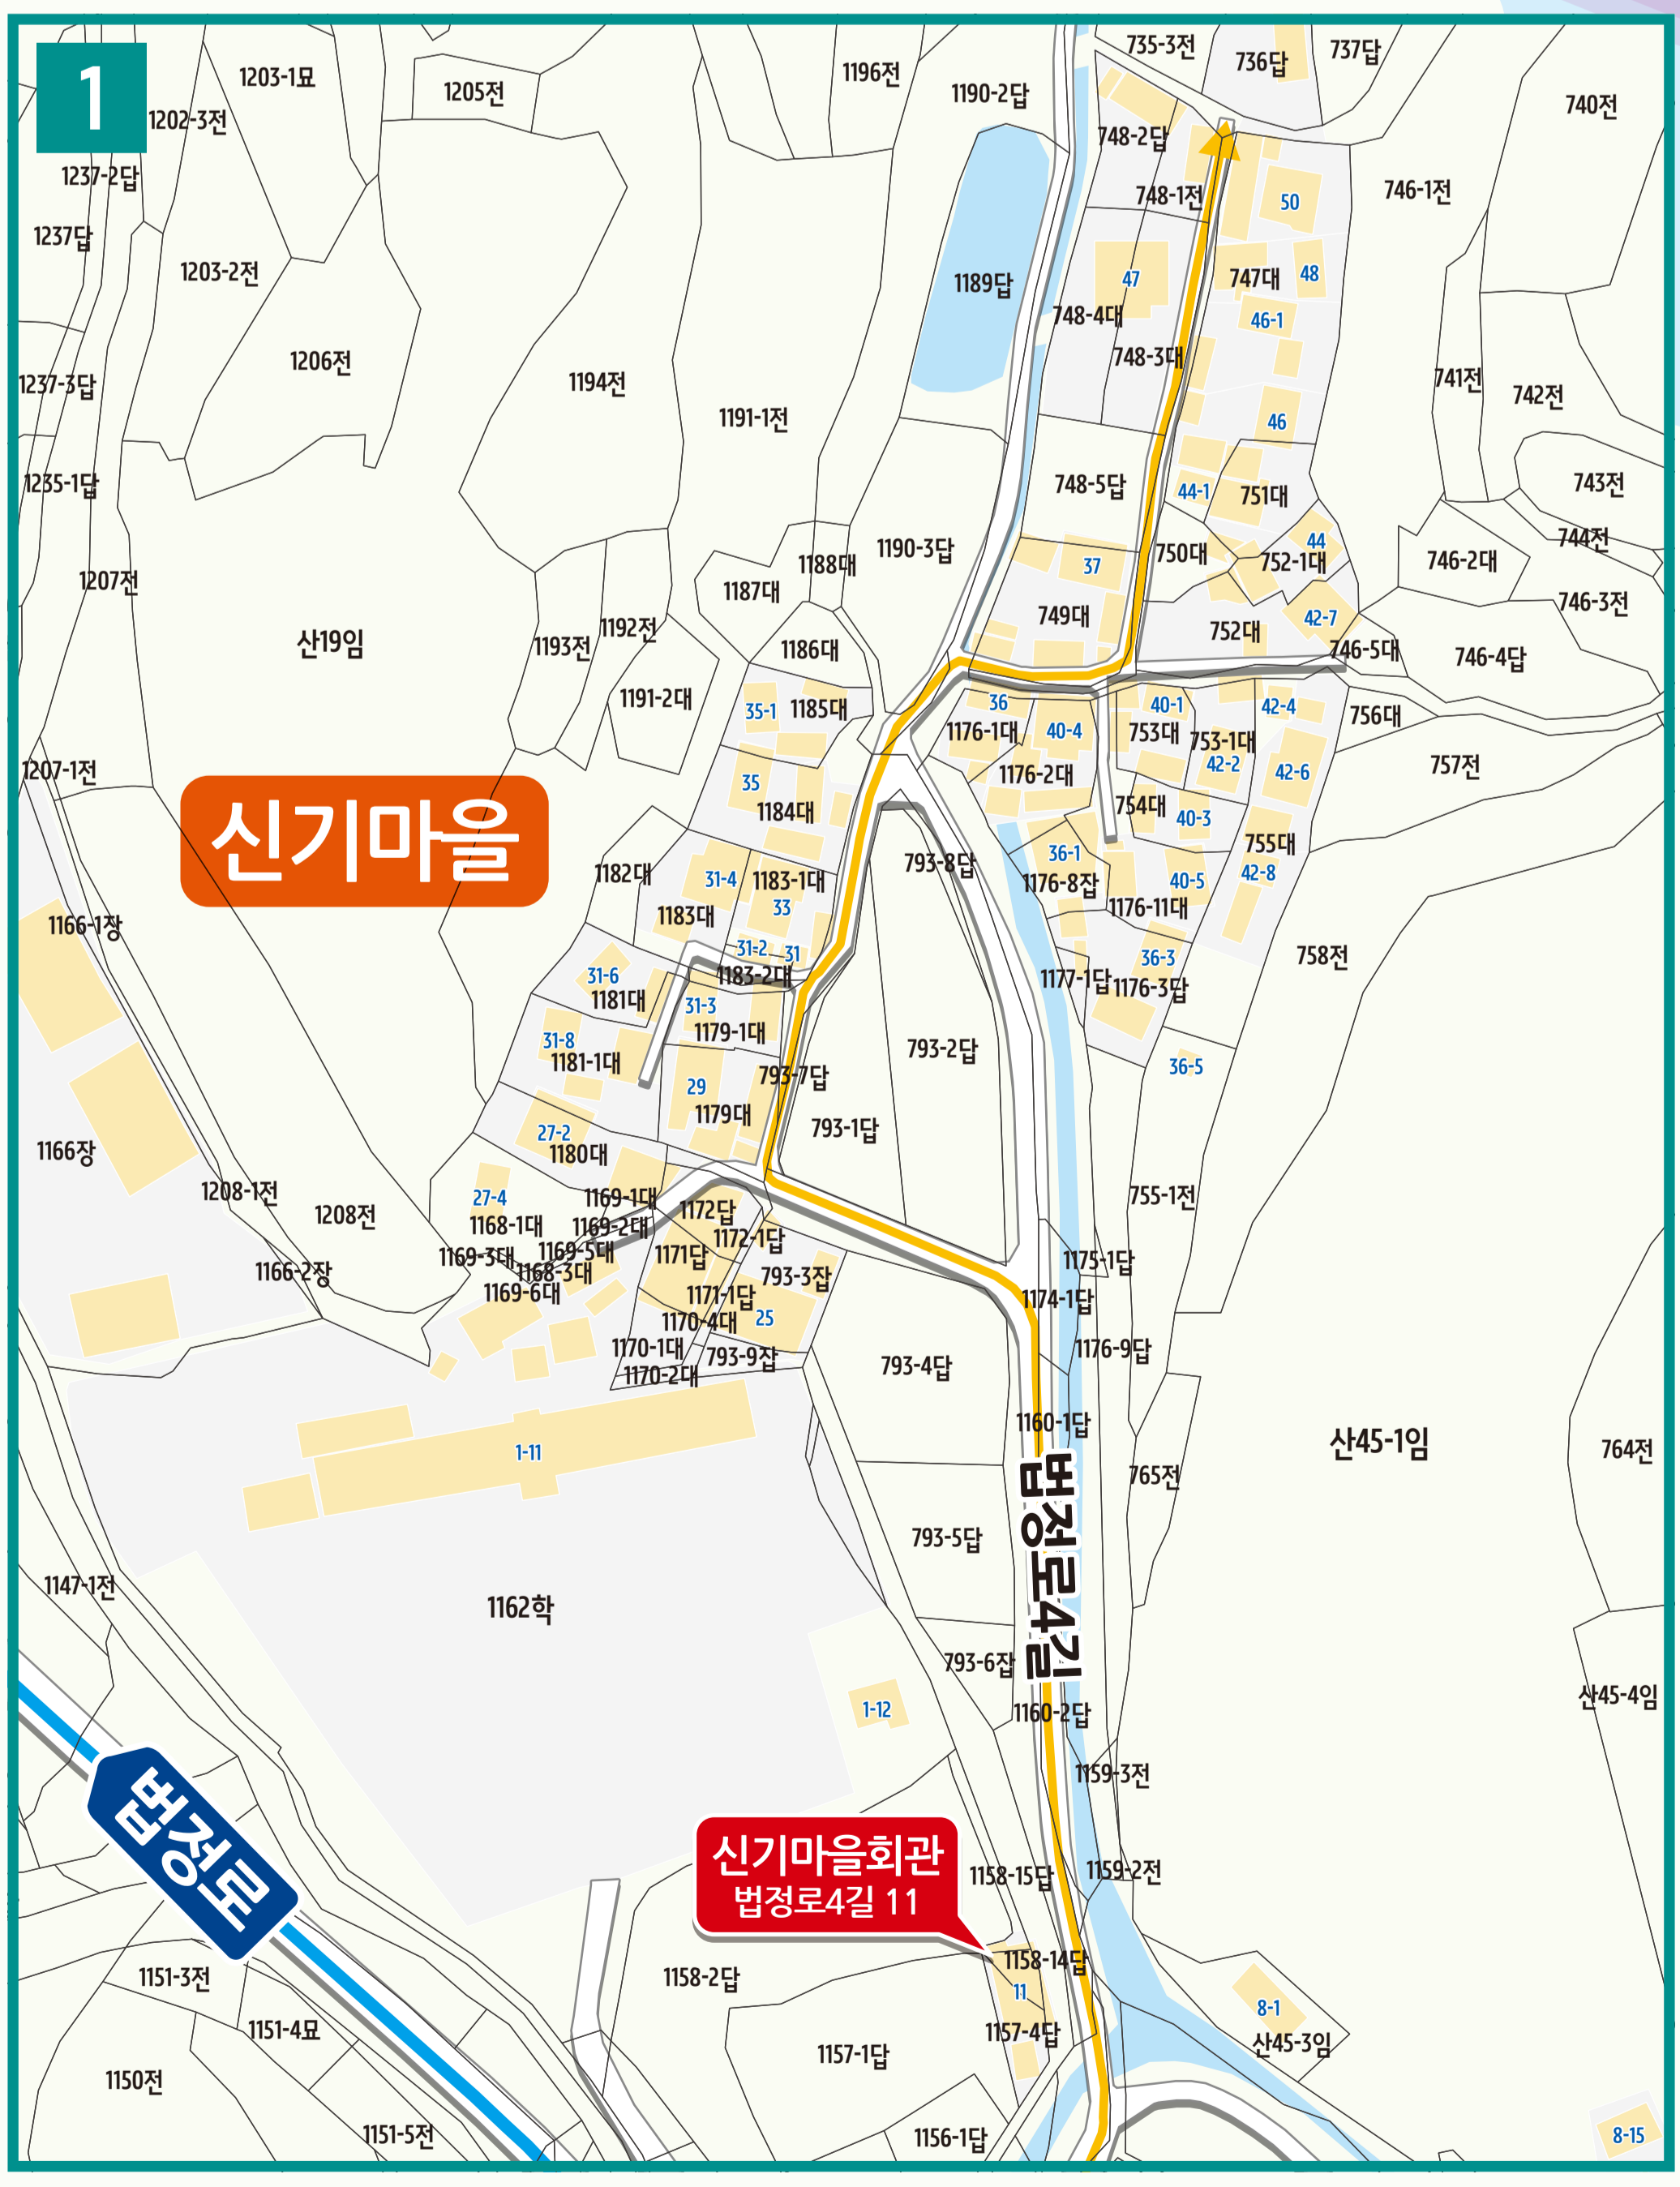 1
1203-1묘
1205전
1196전
1190-2답
735-3전
736답
737답
740전
1202-3전
748-2답
1237-2답
748-1전
50
746-1전
1237답
1203-2전
1189답
47
747대
48
748-4대
46-1
1206전
1194전
748-3대
1237-3답
741전
742전
1191-1전
46
1235-1답
748-5답
44-1
751대
743전
1190-3답
44
744전
1188대
37
750대
752-1대
746-2대
1207전
1187대
746-3전
749대
42-7
산19임
1193전
1192전
1186대
752대
746-5대
746-4답
1191-2대
35-1
1185대
36
40-1
42-4
756대
1176-1대
40-4
753대
753-1대
1207-1전
35
1176-2대
42-2
42-6
757전
1184대
754대
40-3
신기마을
755대
1182대
31-4
1183-1대
793-8답
36-1
42-8
1176-8잡
40-5
1183대
33
1176-11대
1166-1장
31-2
31
36-3
758전
31-6
1183-2대
1177-1답
1176-3답
1181대
31-3
1179-1대
31-8
1181-1대
793-2답
36-5
793-7답
29
1179대
793-1답
27-2
1166장
1180대
1208-1전
27-4
1169-1대
755-1전
1208전
1168-1대
1169-2대
1172답
1172-1답
1169-3대
1169-5대
1171답
1175-1답
1166-2장
1168-3대
793-3잡
1169-6대
1171-1답
1174-1답
1170-4대
25
1170-1대
793-9잡
1176-9답
1170-2대
793-4답
1160-1답
산45-1임
764전
1-11
765전
법정로4길
793-5답
1147-1전
1162학
793-6잡
산45-4임
1-12
1160-2답
1159-3전
법정로
신기마을회관
법정로4길 11
1158-15답
1159-2전
1158-14답
1151-3전
1158-2답
11
8-1
1151-4묘
1157-4답
산45-3임
1157-1답
1150전
1151-5전
1156-1답
8-15